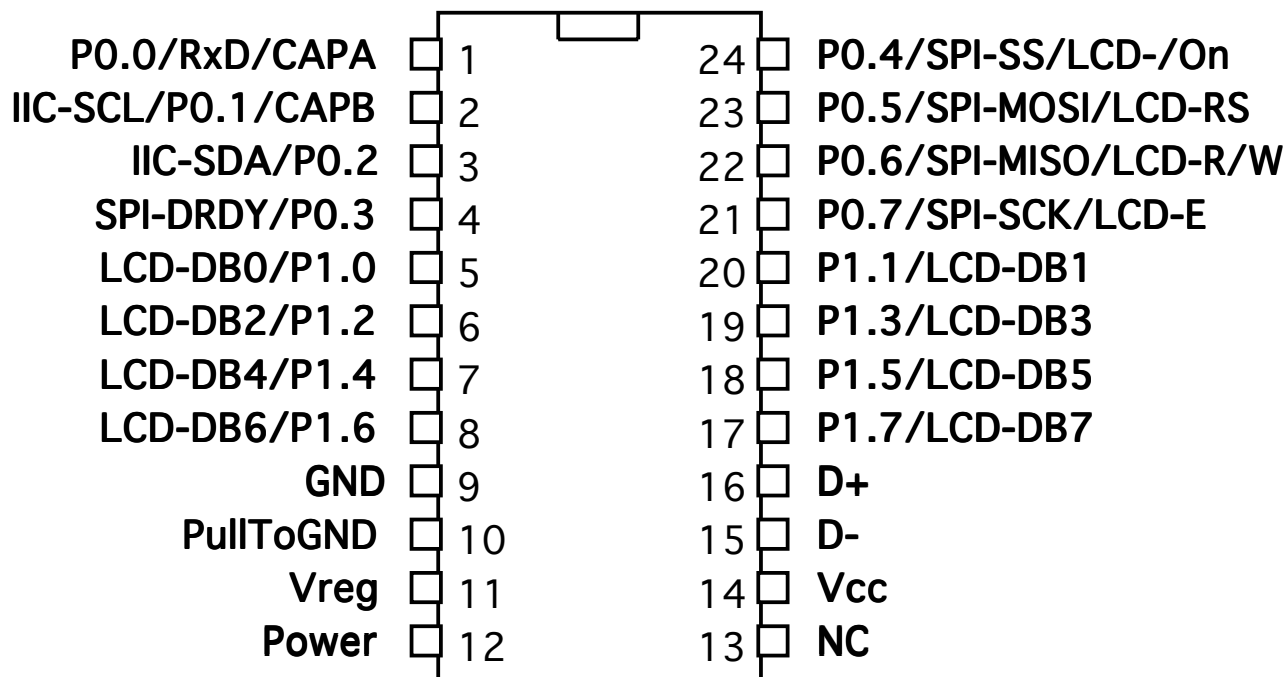 P0.0/RxD/CAPA 1 24 P0.4/SPI-SS/LCD-/On
IIC-SCL/P0.1/CAPB 2 23 P0.5/SPI-MOSI/LCD-RS
IIC-SDA/P0.2 3 22 P0.6/SPI-MISO/LCD-R/W
SPI-DRDY/P0.3 4 21 P0.7/SPI-SCK/LCD-E
LCD-DB0/P1.0 5 20 P1.1/LCD-DB1
LCD-DB2/P1.2 6 19 P1.3/LCD-DB3
LCD-DB4/P1.4 7 18 P1.5/LCD-DB5
LCD-DB6/P1.6 8 17 P1.7/LCD-DB7
GND 9 16 D+
PullToGND 10 15 D-
Vreg 11 14 Vcc
Power 12 13 NC